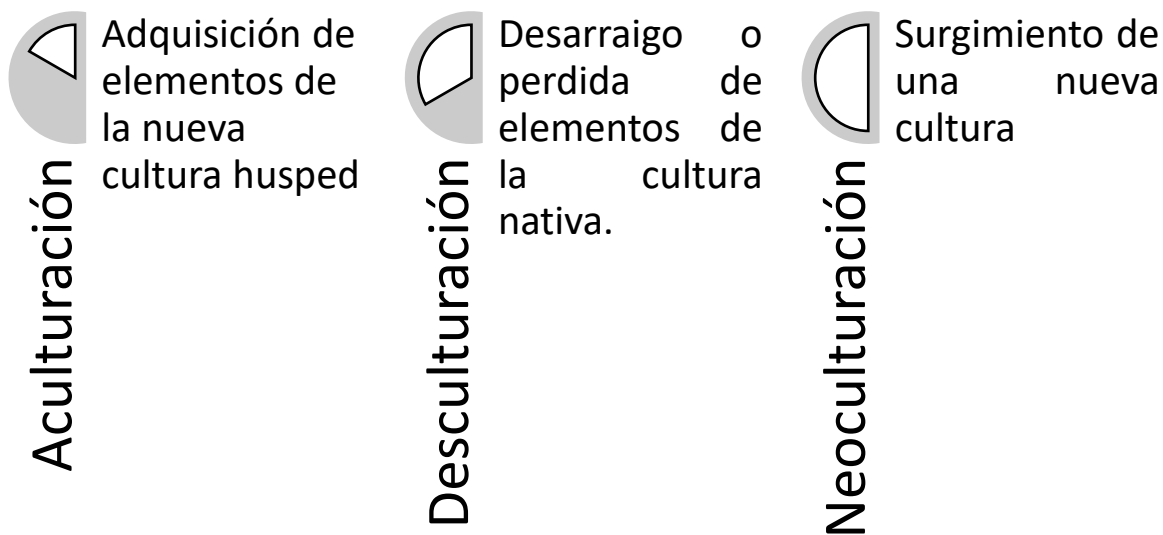 Aculturación
Adquisición de
elementos de
la nueva
cultura husped
Desculturación
Desarraigo o
perdida de
elementos de
la cultura
nativa.
Neoculturación
Surgimiento de
una nueva
cultura